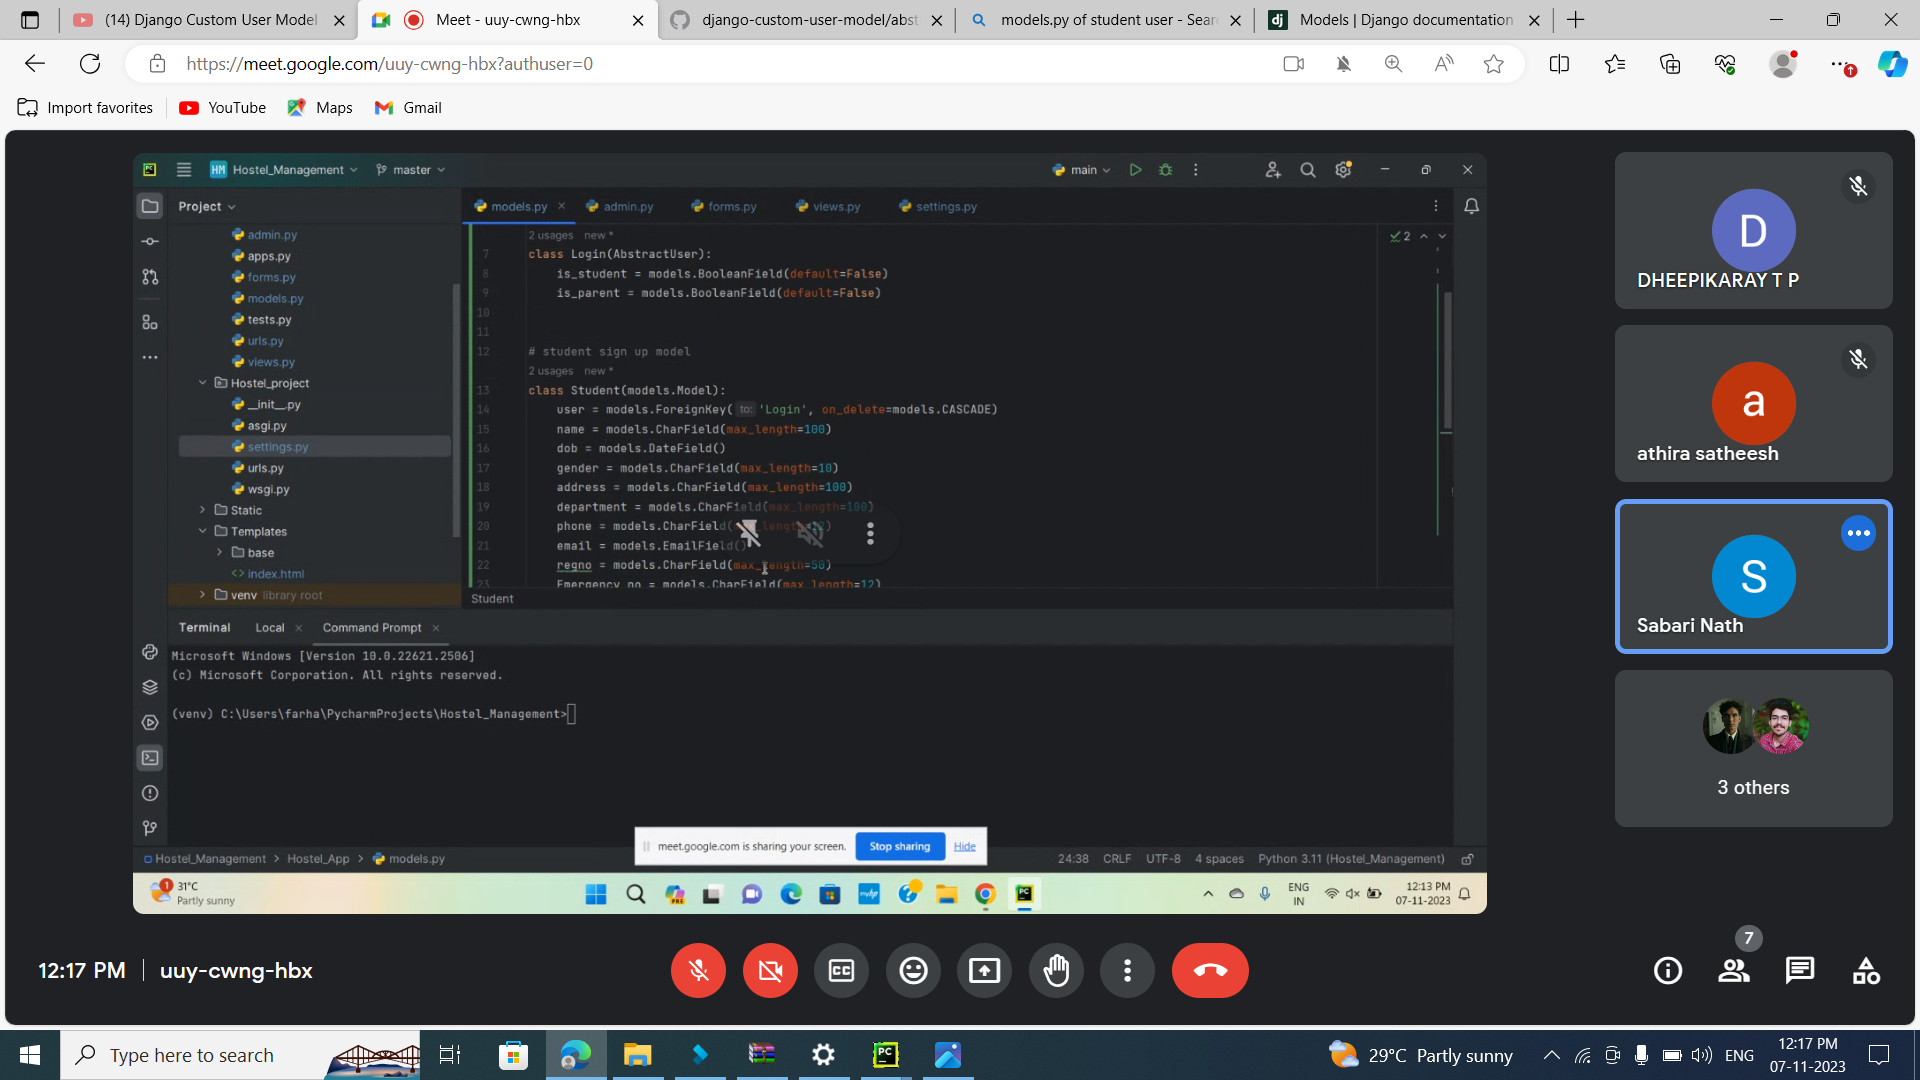 (14) Django Custom User Model
Meet - uuy-cwng-hbx
django-custom-user-model/abst
models.py of student user - Sear
Models | Django documentation
https://meet.google.com/uuy-cwng-hbx?authuser=0
Import favorites
YouTube
Maps
Gmail
PC
HM Hostel_Management
master
main
Project
models.py
admin.py
forms.py
views.py
settings.py
admin.py
apps.py
forms.py
models.py
tests.py
urls.py
views.py
Hostel_project
__init__.py
asgi.py
settings.py
urls.py
wsgi.py
Static
Templates
base
index.html
venv library root
2 usages new *
2
7 class Login(AbstractUser):
8 is_student = models.BooleanField(default=False)
9 is_parent = models.BooleanField(default=False)
10
11
12 # student sign up model
2 usages new *
13 class Student(models.Model):
14 user = models.ForeignKey( to: 'Login', on_delete=models.CASCADE)
15 name = models.CharField(max_length=100)
16 dob = models.DateField()
17 gender = models.CharField(max_length=10)
18 address = models.CharField(max_length=100)
19 department = models.CharField(max_length=100)
20 phone = models.CharField(
21 email = models.EmailField()
22 regno = models.CharField(max_length=50)
23 Emergency_no = models.CharField(max_length=12)
Student
Terminal
Local
Command Prompt
Microsoft Windows [Version 10.0.22621.2506]
(c) Microsoft Corporation. All rights reserved.
(venv) C:\Users\farha\PycharmProjects\Hostel_Management>
meet.google.com is sharing your screen.
Stop sharing
Hide
Hostel_Management > Hostel_App > models.py
24:38 CRLF UTF-8 4 spaces Python 3.11 (Hostel_Management)
1
31°C
Partly sunny
PRE
PC
ENG
IN
12:13 PM
07-11-2023
D
DHEEPIKARAY T P
a
athira satheesh
S
Sabari Nath
3 others
12:17 PM
uuy-cwng-hbx
CC
7
Type here to search
PC
29°C Partly sunny
ENG
12:17 PM
07-11-2023